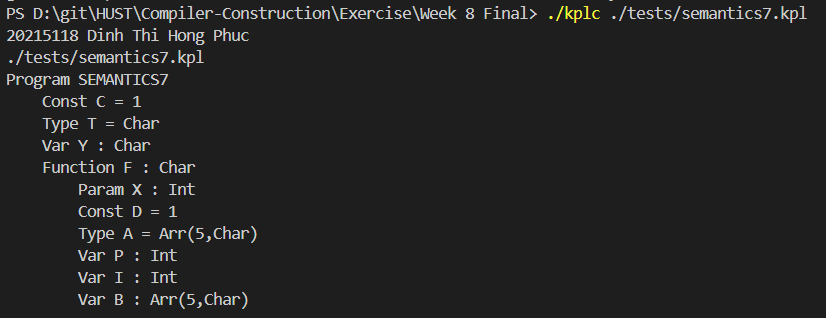 PS D:\git\HUST\Compiler-Construction\Exercise\Week 8 Final> ./kplc ./tests/semantics7.kpl
20215118 Dinh Thi Hong Phuc
./tests/semantics7.kpl
Program SEMANTICS7
    Const C = 1
    Type T = Char
    Var Y : Char
    Function F : Char
        Param X : Int
        Const D = 1
        Type A = Arr(5,Char)
        Var P : Int
        Var I : Int
        Var B : Arr(5,Char)